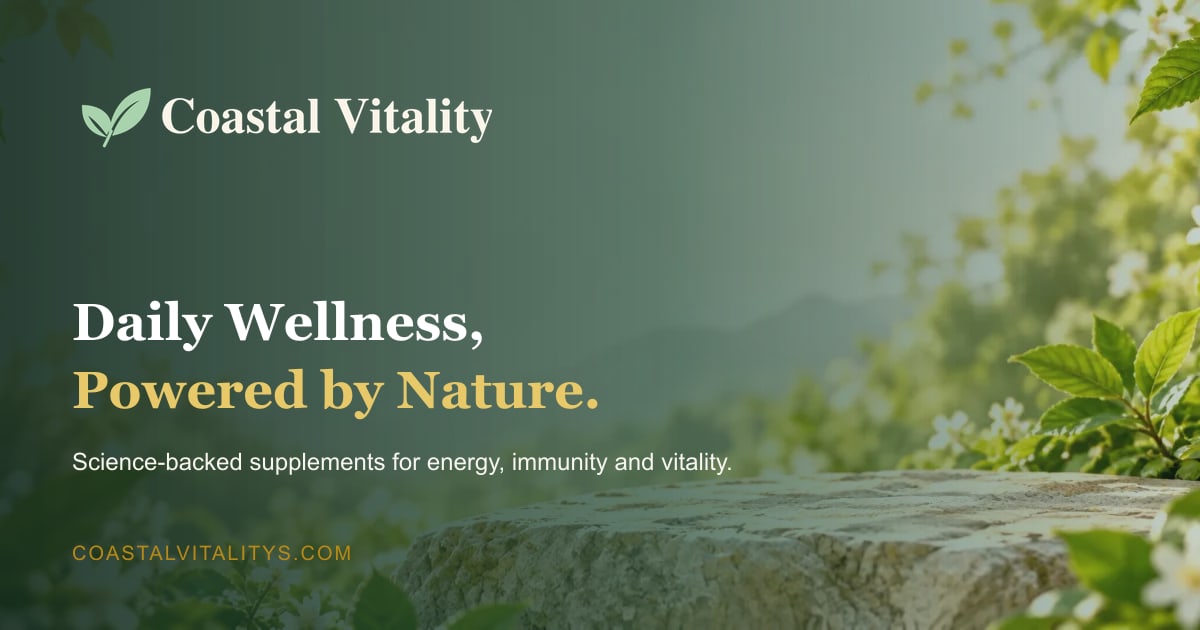 Coastal Vitality
Daily Wellness,
Powered by Nature.
Science-backed supplements for energy, immunity and vitality.
COASTALVITALITYS.COM